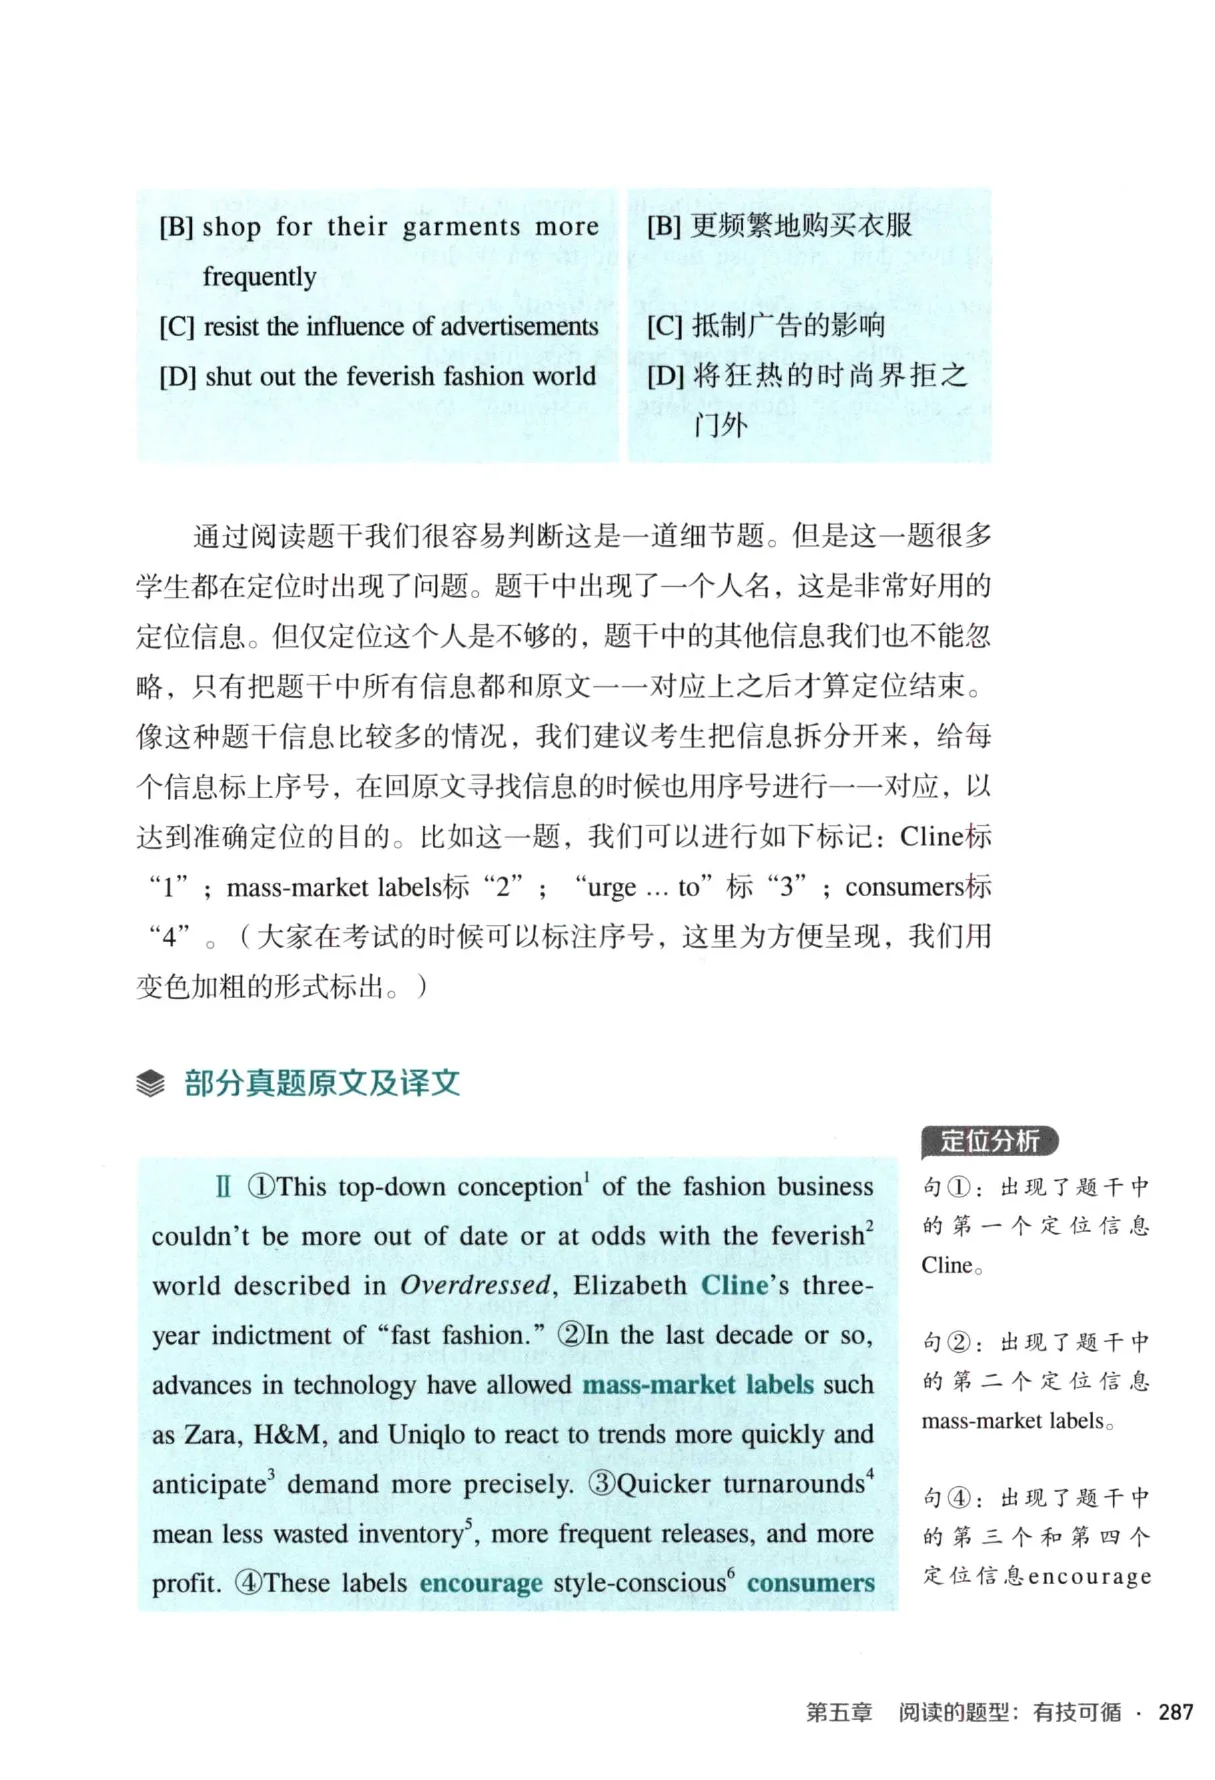 [B] shop for their garments more
frequently
[C] resist the influence of advertisements
[D] shut out the feverish fashion world
[B] 更频繁地购买衣服
[C] 抵制广告的影响
[D] 将狂热的时尚界拒之
门外
通过阅读题干我们很容易判断这是一道细节题。但是这一题很多
学生都在定位时出现了问题。题干中出现了一个人名，这是非常好用的
定位信息。但仅定位这个人是不够的，题干中的其他信息我们也不能忽
略，只有把题干中所有信息都和原文一一对应上之后才算定位结束。
像这种题干信息比较多的情况，我们建议考生把信息拆分开来，给每
个信息标上序号，在回原文寻找信息的时候也用序号进行一一对应，以
达到准确定位的目的。比如这一题，我们可以进行如下标记：Cline标
“1”；mass-market labels标“2”；“urge ... to”标“3”；consumers标
“4”。（大家在考试的时候可以标注序号，这里为方便呈现，我们用
变色加粗的形式标出。）
部分真题原文及译文
Ⅱ ①This top-down conception¹ of the fashion business
couldn't be more out of date or at odds with the feverish²
world described in Overdressed, Elizabeth Cline's three-
year indictment of “fast fashion.” ②In the last decade or so,
advances in technology have allowed mass-market labels such
as Zara, H&M, and Uniqlo to react to trends more quickly and
anticipate³ demand more precisely. ③Quicker turnarounds⁴
mean less wasted inventory⁵, more frequent releases, and more
profit. ④These labels encourage style-conscious⁶ consumers
定位分析
句①：出现了题干中
的第一个定位信息
Cline。
句②：出现了题干中
的第二个定位信息
mass-market labels。
句④：出现了题干中
的第三个和第四个
定位信息encourage
第五章 阅读的题型：有技可循 · 287